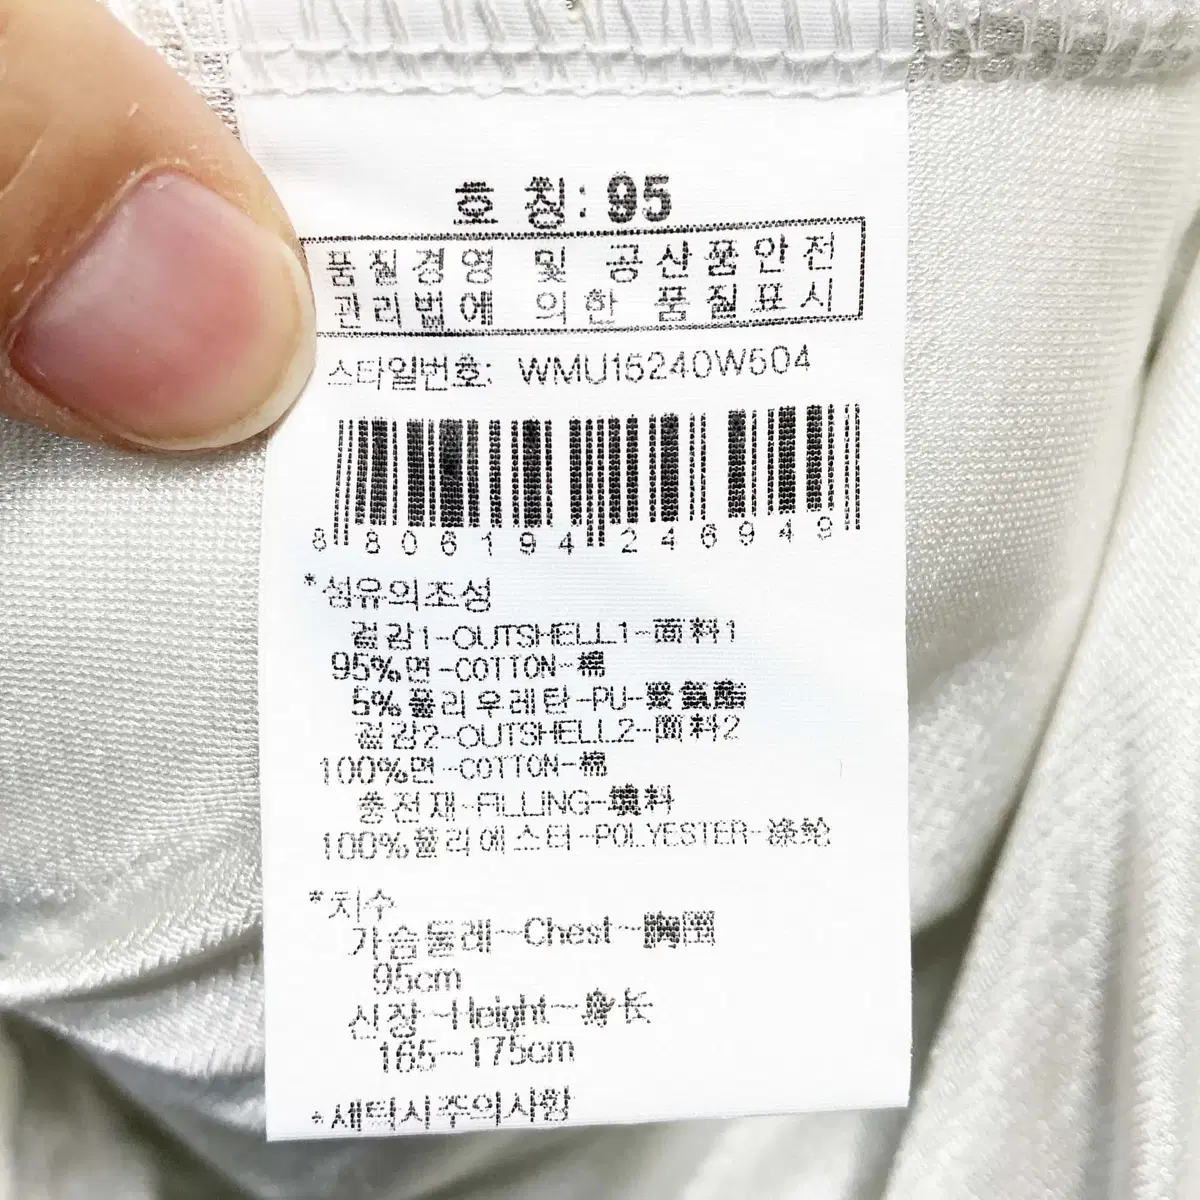 호 칭: 95
품질경영 및 공산품안전
관리법에 의한 품질표시
스타일번호: WMU15240W504
8 806194 246949
*섬유의조성
겉감1-OUTSHELL1-面料1
95%면-COTTON-棉
5%폴리우레탄-PU-聚氨酯
겉감2-OUTSHELL2-面料2
100%면-COTTON-棉
충전재-FILLING-填料
100%폴리에스터-POLYESTER-涤纶
*치수
가슴둘레-Chest-胸围
95cm
신장-Height-身长
165~175cm
*세탁시주의사항